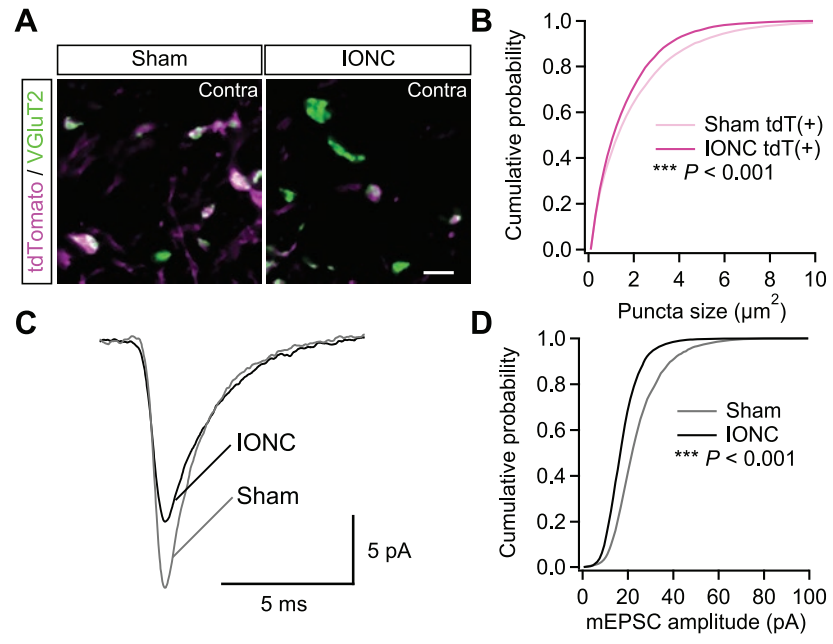 A
Sham
IONC
tdTomato / VGluT2
Contra
Contra
B
Cumulative probability
1.0
0.8
0.6
0.4
0.2
0.0
Sham tdT(+)
IONC tdT(+)
*** P < 0.001
0 2 4 6 8 10
Puncta size (µm²)
C
IONC
Sham
5 pA
5 ms
D
Cumulative probability
1.0
0.8
0.6
0.4
0.2
0.0
Sham
IONC
*** P < 0.001
0 20 40 60 80 100
mEPSC amplitude (pA)